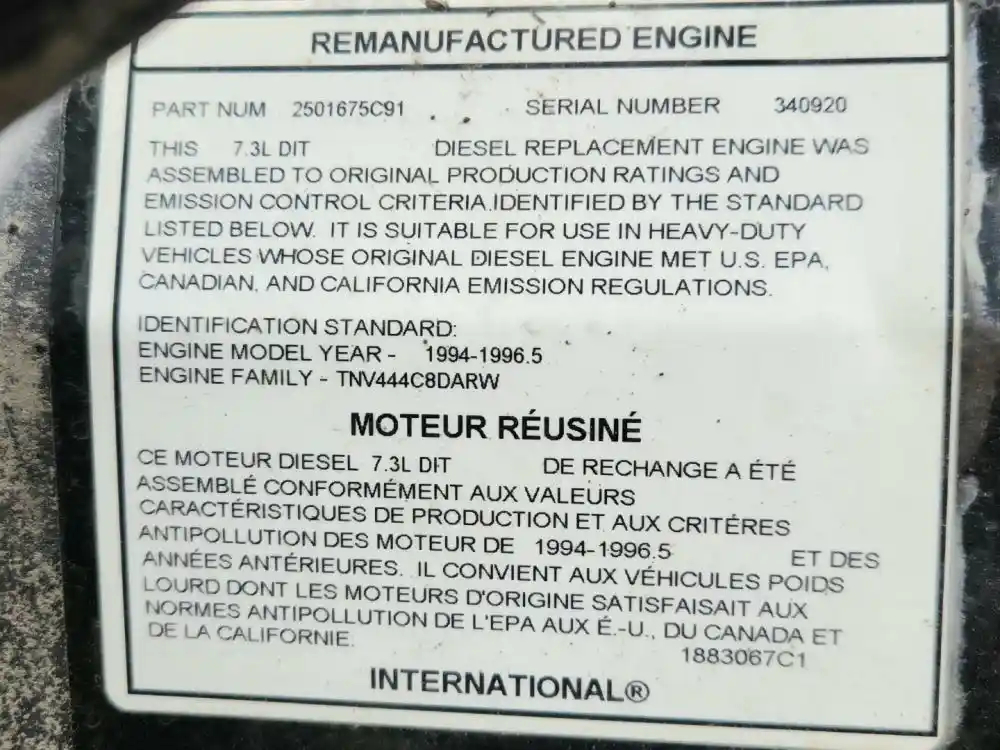 REMANUFACTURED ENGINE
PART NUM 2501675C91 SERIAL NUMBER 340920
THIS 7.3L DIT DIESEL REPLACEMENT ENGINE WAS
ASSEMBLED TO ORIGINAL PRODUCTION RATINGS AND
EMISSION CONTROL CRITERIA.IDENTIFIED BY THE STANDARD
LISTED BELOW. IT IS SUITABLE FOR USE IN HEAVY-DUTY
VEHICLES WHOSE ORIGINAL DIESEL ENGINE MET U.S. EPA,
CANADIAN, AND CALIFORNIA EMISSION REGULATIONS.
IDENTIFICATION STANDARD:
ENGINE MODEL YEAR - 1994-1996.5
ENGINE FAMILY - TNV444C8DARW
MOTEUR RÉUSINÉ
CE MOTEUR DIESEL 7.3L DIT DE RECHANGE A ÉTÉ
ASSEMBLÉ CONFORMÉMENT AUX VALEURS
CARACTÉRISTIQUES DE PRODUCTION ET AUX CRITÉRES
ANTIPOLLUTION DES MOTEUR DE 1994-1996.5 ET DES
ANNÉES ANTÉRIEURES. IL CONVIENT AUX VÉHICULES POIDS
LOURD DONT LES MOTEURS D'ORIGINE SATISFAISAIT AUX
NORMES ANTIPOLLUTION DE L'EPA AUX É.-U., DU CANADA ET
DE LA CALIFORNIE.
1883067C1
INTERNATIONAL®